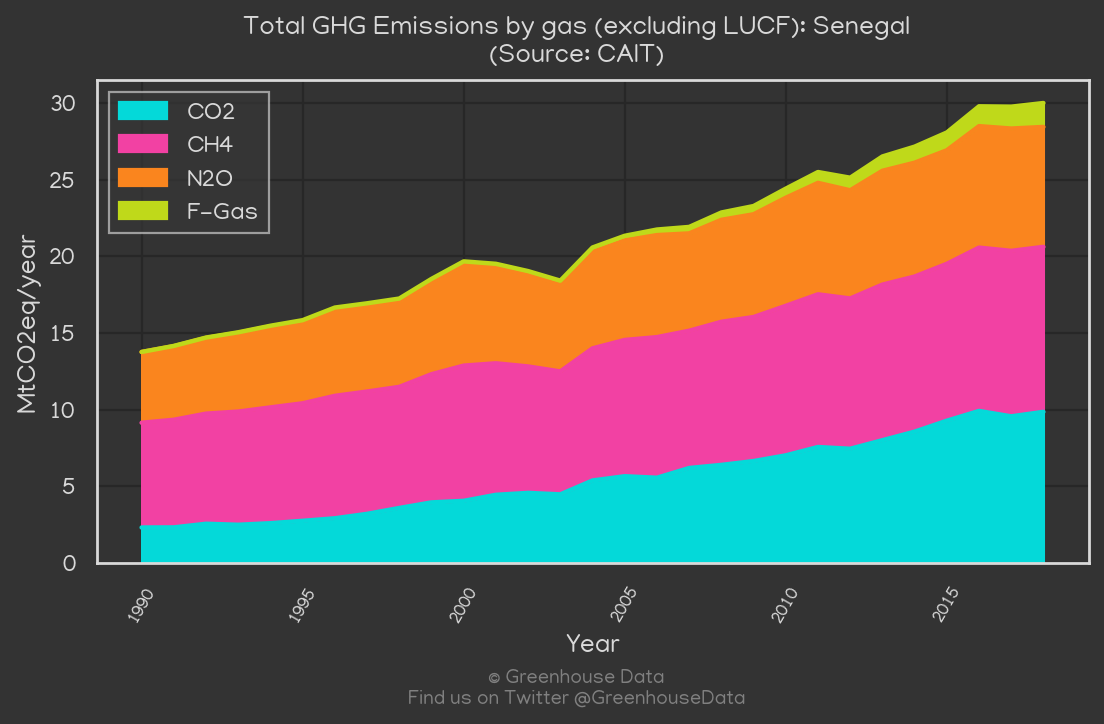 Total GHG Emissions by gas (excluding LUCF): Senegal
(Source: CAIT)
CO2
CH4
N2O
F-Gas
MtCO2eq/year
30
25
20
15
10
5
0
1990
1995
2000
2005
2010
2015
Year
© Greenhouse Data
Find us on Twitter @GreenhouseData